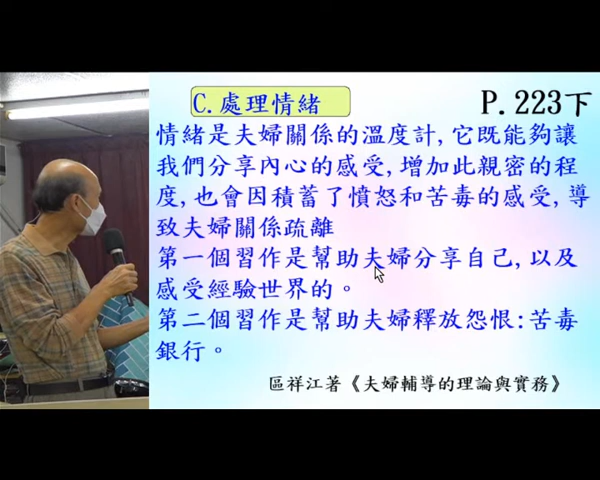 C.處理情緒
P.223下
情緒是夫婦關係的溫度計,它既能夠讓
我們分享內心的感受,增加此親密的程
度,也會因積蓄了憤怒和苦毒的感受,導
致夫婦關係疏離
第一個習作是幫助夫婦分享自己,以及
感受經驗世界的。
第二個習作是幫助夫婦釋放怨恨:苦毒
銀行。
區祥江著《夫婦輔導的理論與實務》